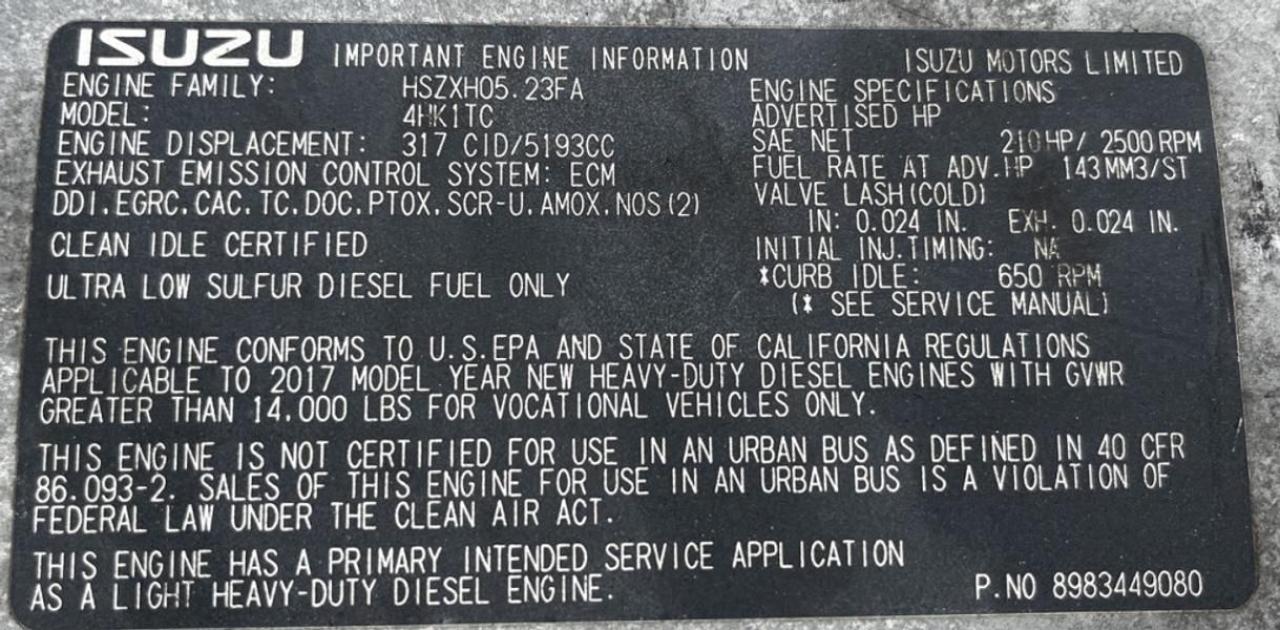 ISUZU IMPORTANT ENGINE INFORMATION ISUZU MOTORS LIMITED
ENGINE FAMILY: HSZXH05.23FA
MODEL: 4HK1TC
ENGINE DISPLACEMENT: 317 CID/5193CC
EXHAUST EMISSION CONTROL SYSTEM: ECM
DDI.EGRC.CAC.TC.DOC.PTOX.SCR-U.AMOX.NOS(2)
CLEAN IDLE CERTIFIED
ULTRA LOW SULFUR DIESEL FUEL ONLY
ENGINE SPECIFICATIONS
ADVERTISED HP
SAE NET 210HP/ 2500RPM
FUEL RATE AT ADV.HP 143MM3/ST
VALVE LASH(COLD)
IN: 0.024 IN. EXH. 0.024 IN.
INITIAL INJ.TIMING: NA
*CURB IDLE: 650 RPM
(* SEE SERVICE MANUAL)
THIS ENGINE CONFORMS TO U.S.EPA AND STATE OF CALIFORNIA REGULATIONS
APPLICABLE TO 2017 MODEL YEAR NEW HEAVY-DUTY DIESEL ENGINES WITH GVWR
GREATER THAN 14.000 LBS FOR VOCATIONAL VEHICLES ONLY.
THIS ENGINE IS NOT CERTIFIED FOR USE IN AN URBAN BUS AS DEFINED IN 40 CFR
86.093-2. SALES OF THIS ENGINE FOR USE IN AN URBAN BUS IS A VIOLATION OF
FEDERAL LAW UNDER THE CLEAN AIR ACT.
THIS ENGINE HAS A PRIMARY INTENDED SERVICE APPLICATION
AS A LIGHT HEAVY-DUTY DIESEL ENGINE.
P.NO 8983449080